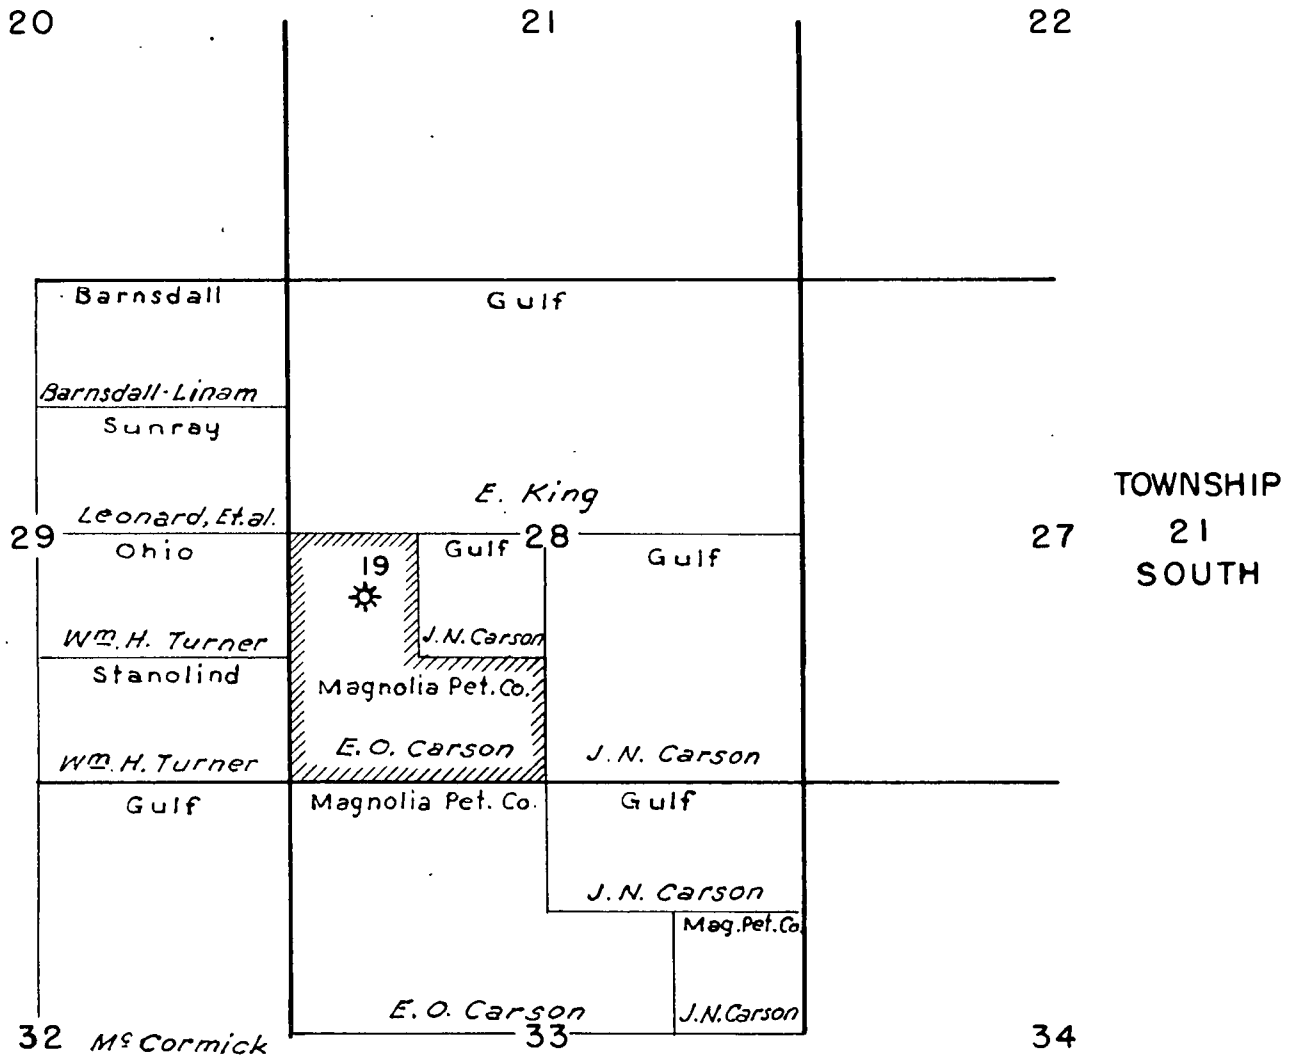 20 21 22
Barnsdall
Gulf
Barnsdall-Linam
Sunray
E. King
TOWNSHIP
21
SOUTH
Leonard, Et.al.
29 28 27
Ohio
Gulf
Gulf
19
Wm. H. Turner
J.N. Carson
Stanolind
Magnolia Pet. Co.
E.O. Carson
J.N. Carson
Wm. H. Turner
Gulf
Magnolia Pet. Co.
Gulf
J.N. Carson
Mag. Pet. Co.
E.O. Carson
J.N. Carson
32 Mc Cormick 33 34